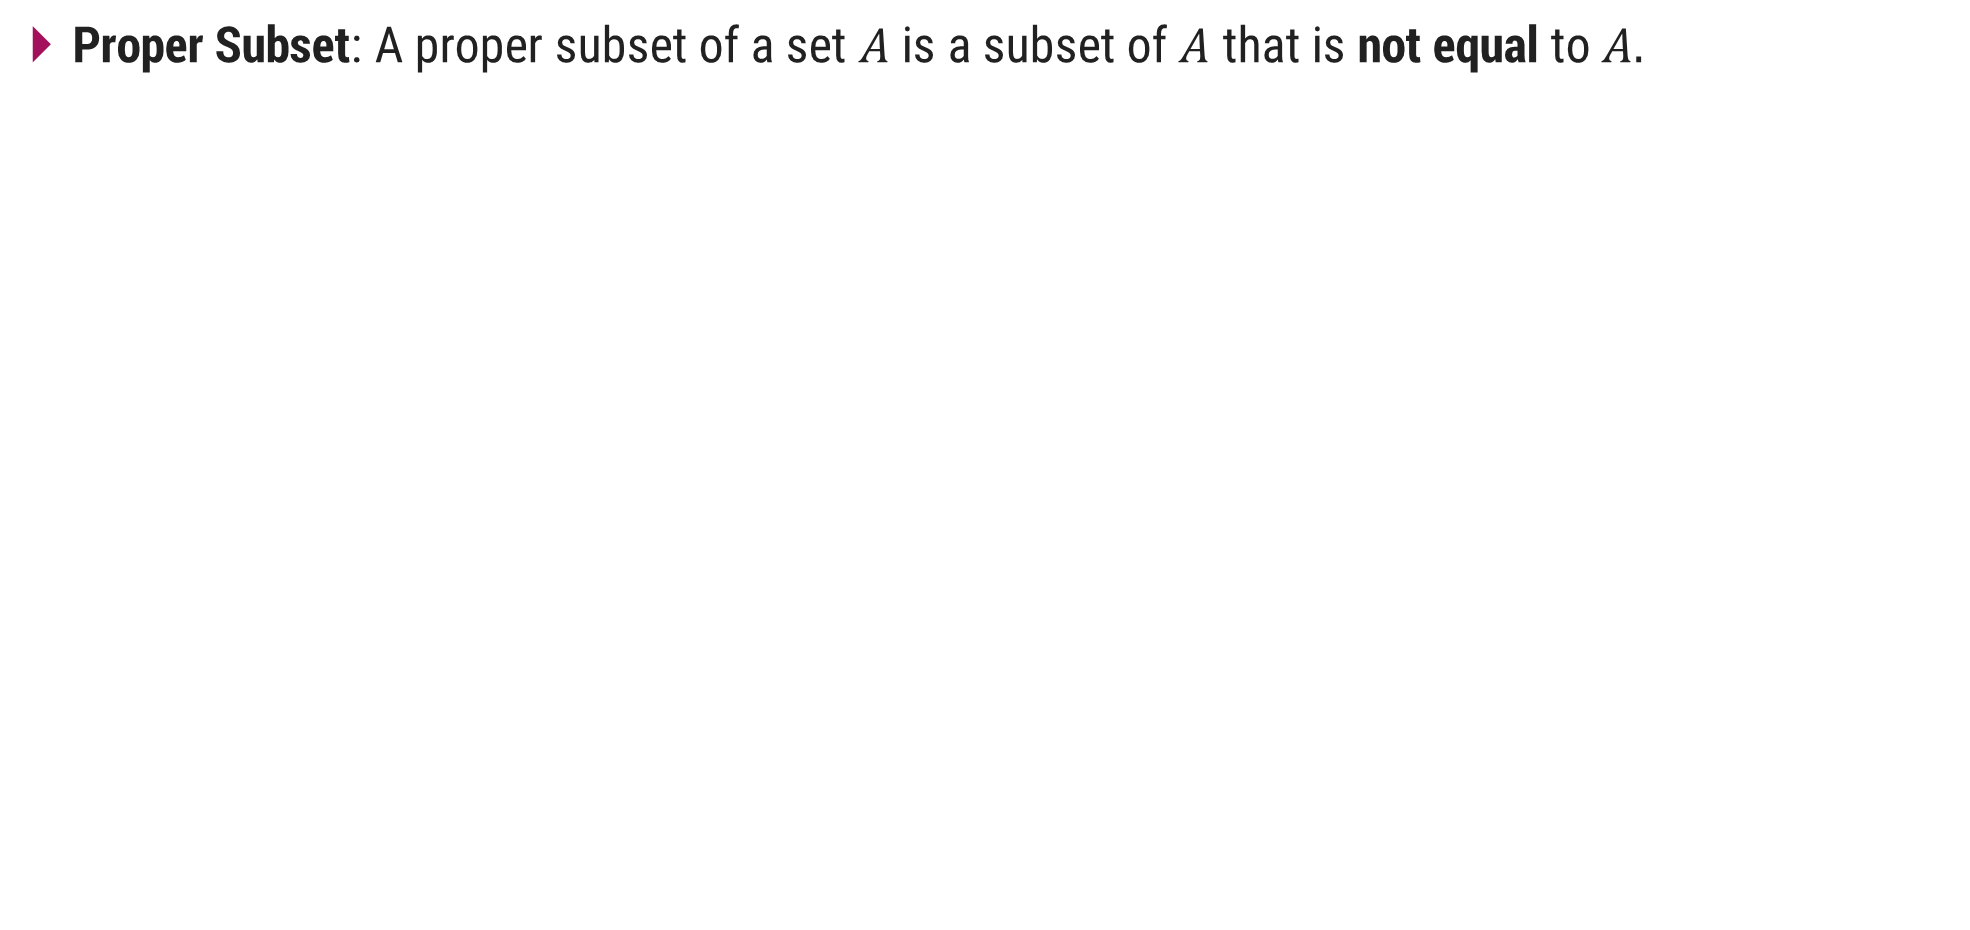 Proper Subset: A proper subset of a set A is a subset of A that is not equal to A.